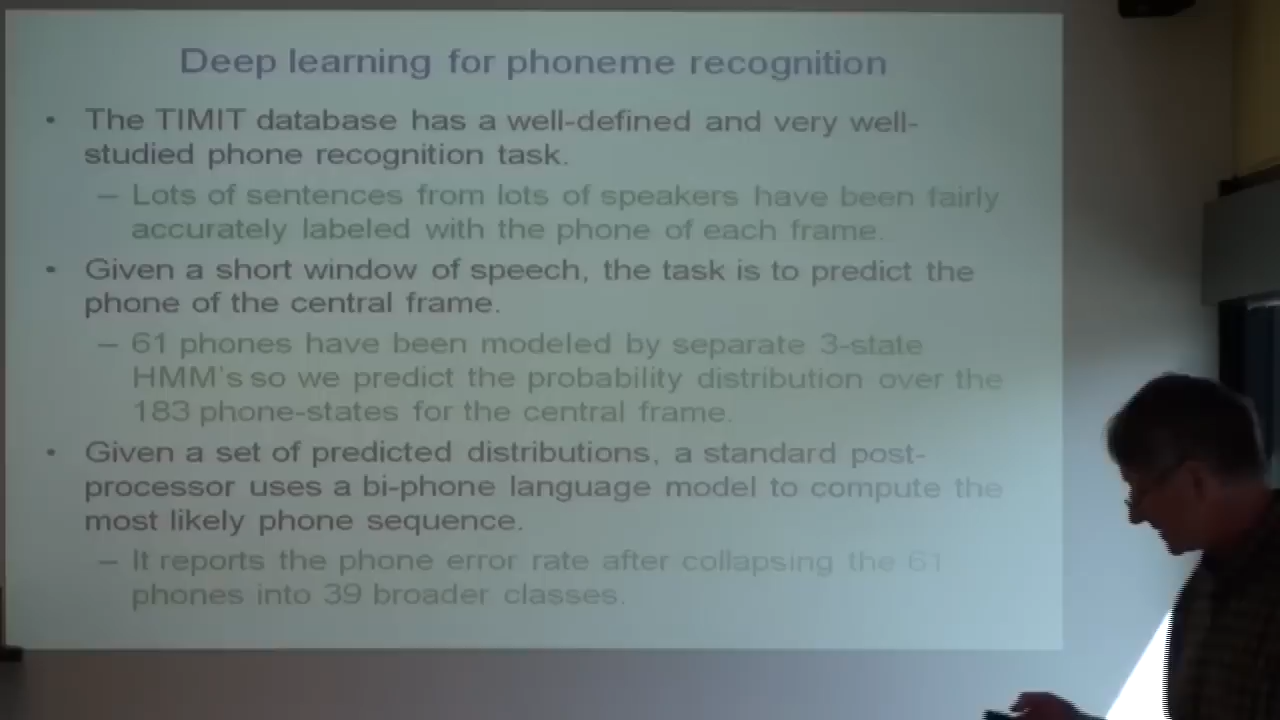 Deep learning for phoneme recognition
• The TIMIT database has a well-defined and very well-
studied phone recognition task.
– Lots of sentences from lots of speakers have been fairly
accurately labeled with the phone of each frame.
• Given a short window of speech, the task is to predict the
phone of the central frame.
– 61 phones have been modeled by separate 3-state
HMM's so we predict the probability distribution over the
183 phone-states for the central frame.
• Given a set of predicted distributions, a standard post-
processor uses a bi-phone language model to compute the
most likely phone sequence.
– It reports the phone error rate after collapsing the 61
phones into 39 broader classes.